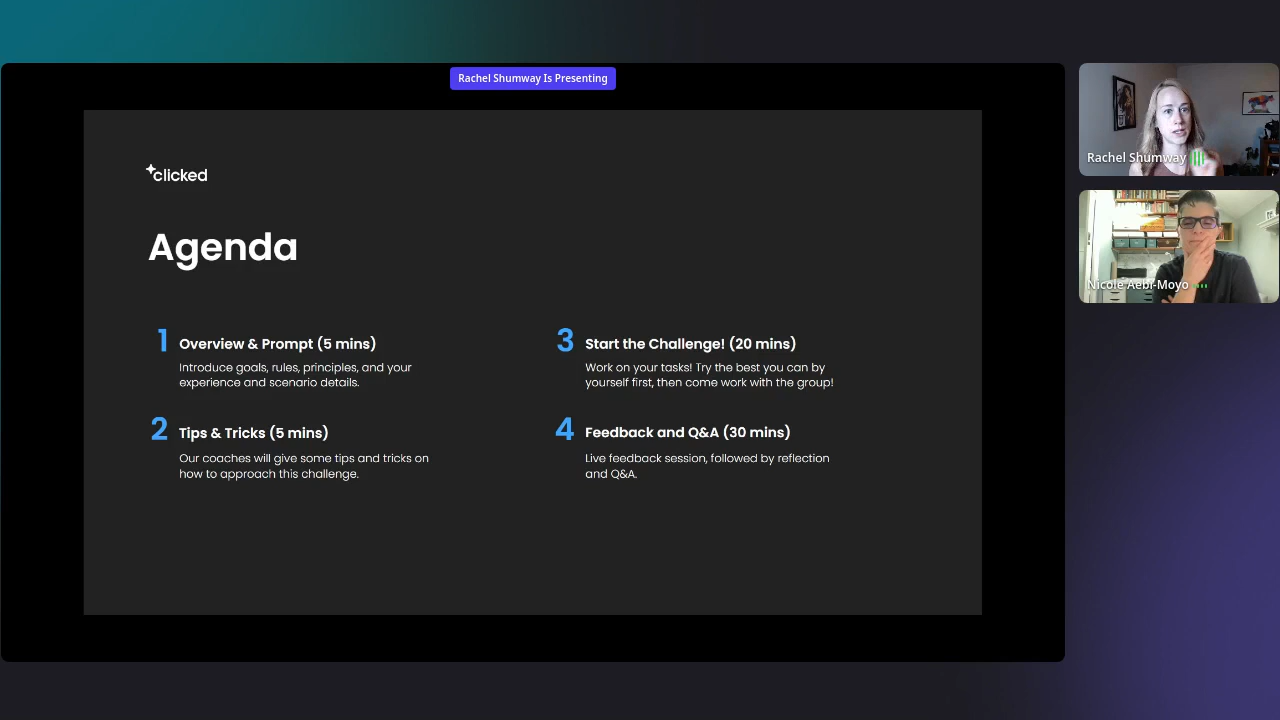 Rachel Shumway Is Presenting
clicked
Agenda
1 Overview & Prompt (5 mins)
Introduce goals, rules, principles, and your
experience and scenario details.
2 Tips & Tricks (5 mins)
Our coaches will give some tips and tricks on
how to approach this challenge.
3 Start the Challenge! (20 mins)
Work on your tasks! Try the best you can by
yourself first, then come work with the group!
4 Feedback and Q&A (30 mins)
Live feedback session, followed by reflection
and Q&A.
Rachel Shumway
Nicole Aebi-Moyo